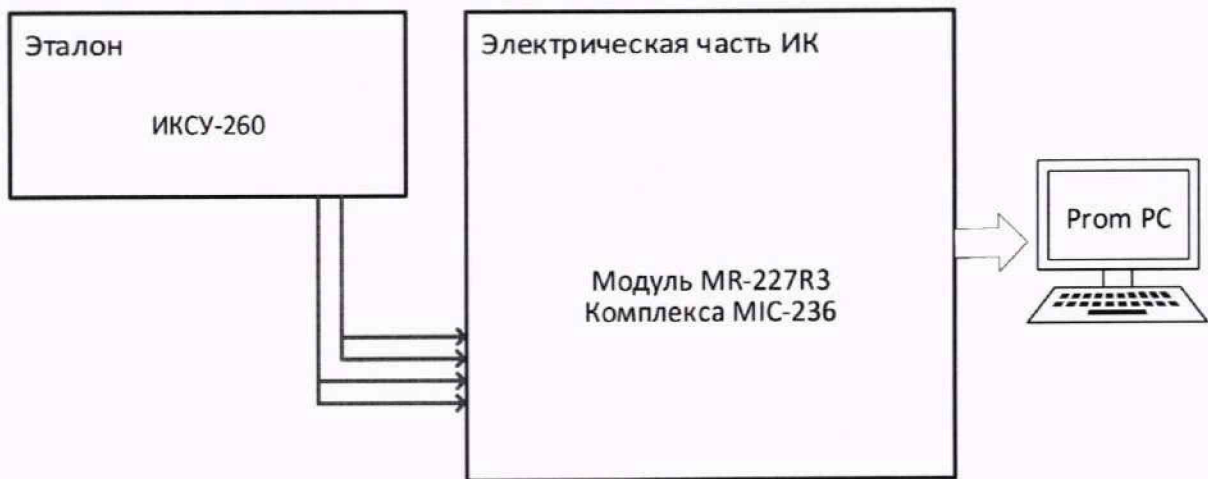 Эталон
ИКСУ-260
Электрическая часть ИК
Модуль MR-227R3
Комплекса MIC-236
Prom PC